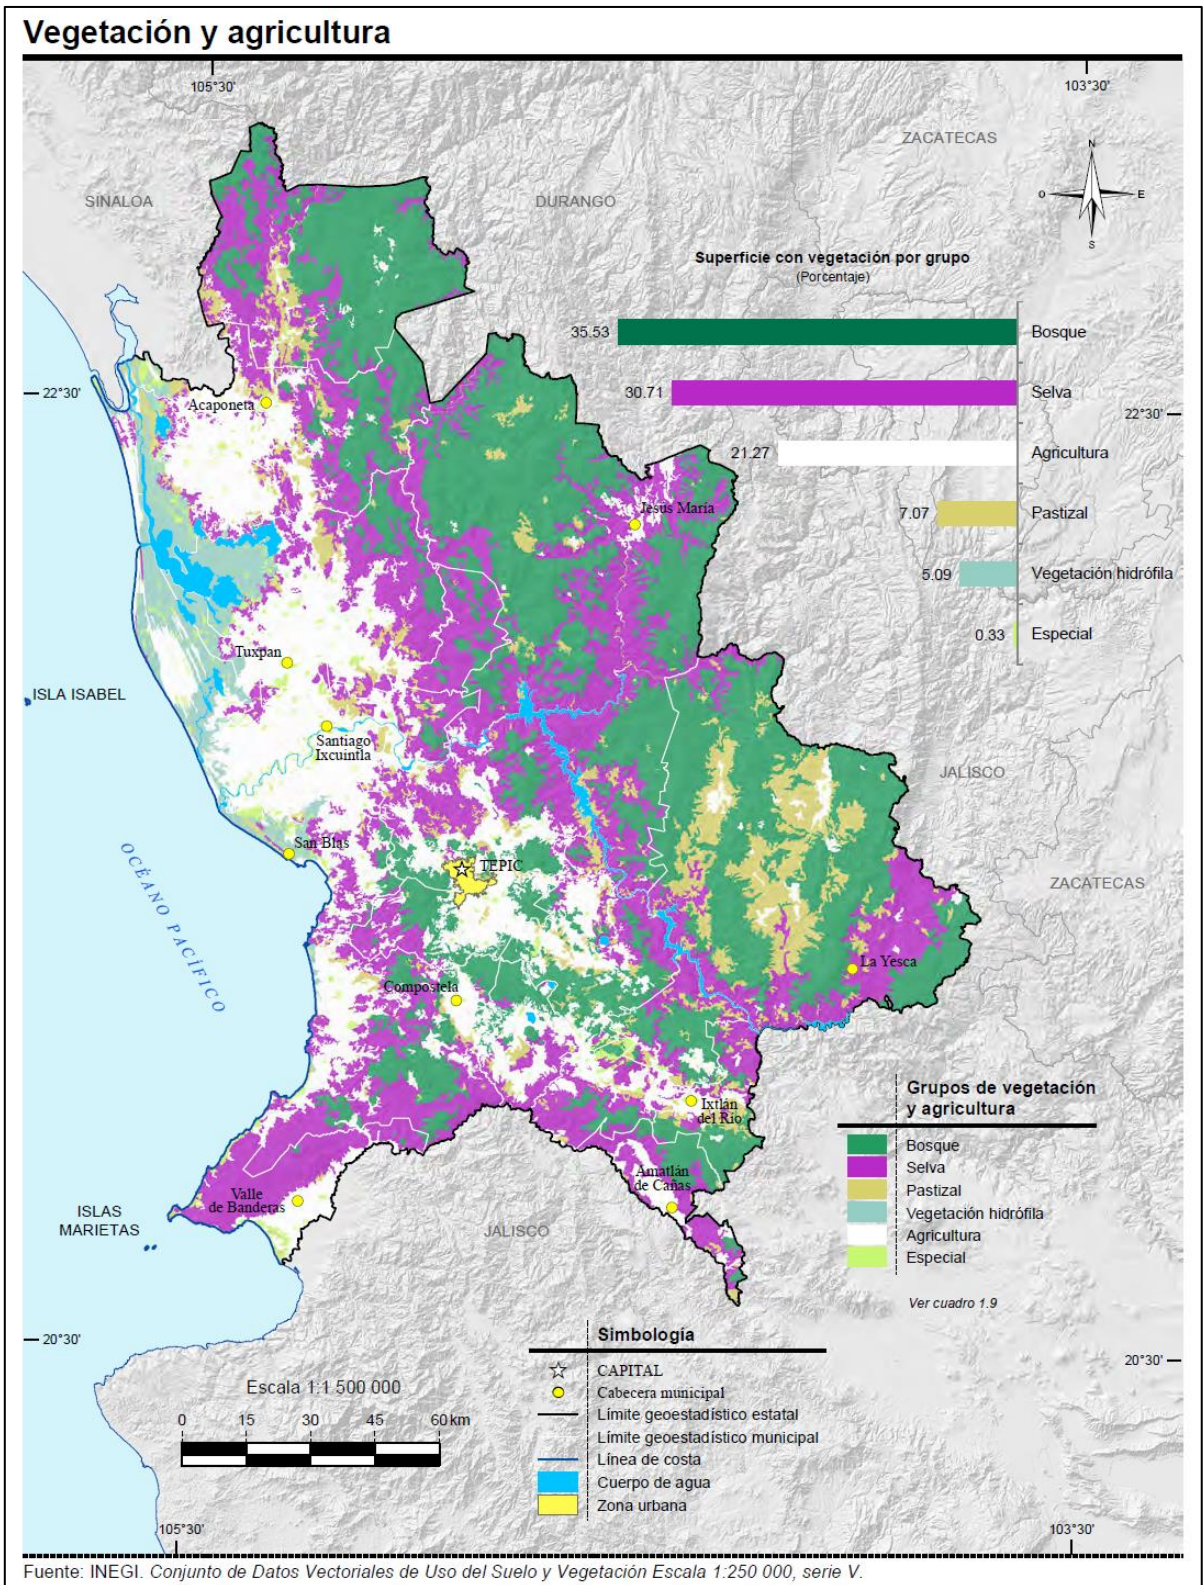 Vegetación y agricultura
105°30'
103°30'
ZACATECAS
N
O
E
S
SINALOA
DURANGO
Superficie con vegetación por grupo
(Porcentaje)
35.53
Bosque
30.71
Selva
21.27
Agricultura
7.07
Pastizal
5.09
Vegetación hidrófila
0.33
Especial
22°30'
22°30'
Acaponeta
Jesús María
Tuxpan
ISLA ISABEL
Santiago
Ixcuintla
JALISCO
San Blas
OCÉANO PACÍFICO
TEPIC
ZACATECAS
La Yesca
Compostela
Ixtlán
del Río
Amatlán
de Cañas
Valle
de Banderas
ISLAS
MARIETAS
JALISCO
Grupos de vegetación
y agricultura
Bosque
Selva
Pastizal
Vegetación hidrófila
Agricultura
Especial
Ver cuadro 1.9
20°30'
20°30'
Simbología
CAPITAL
Cabecera municipal
Límite geoestadístico estatal
Límite geoestadístico municipal
Línea de costa
Cuerpo de agua
Zona urbana
Escala 1:1 500 000
0 15 30 45 60 km
105°30'
103°30'
Fuente: INEGI. Conjunto de Datos Vectoriales de Uso del Suelo y Vegetación Escala 1:250 000, serie V.